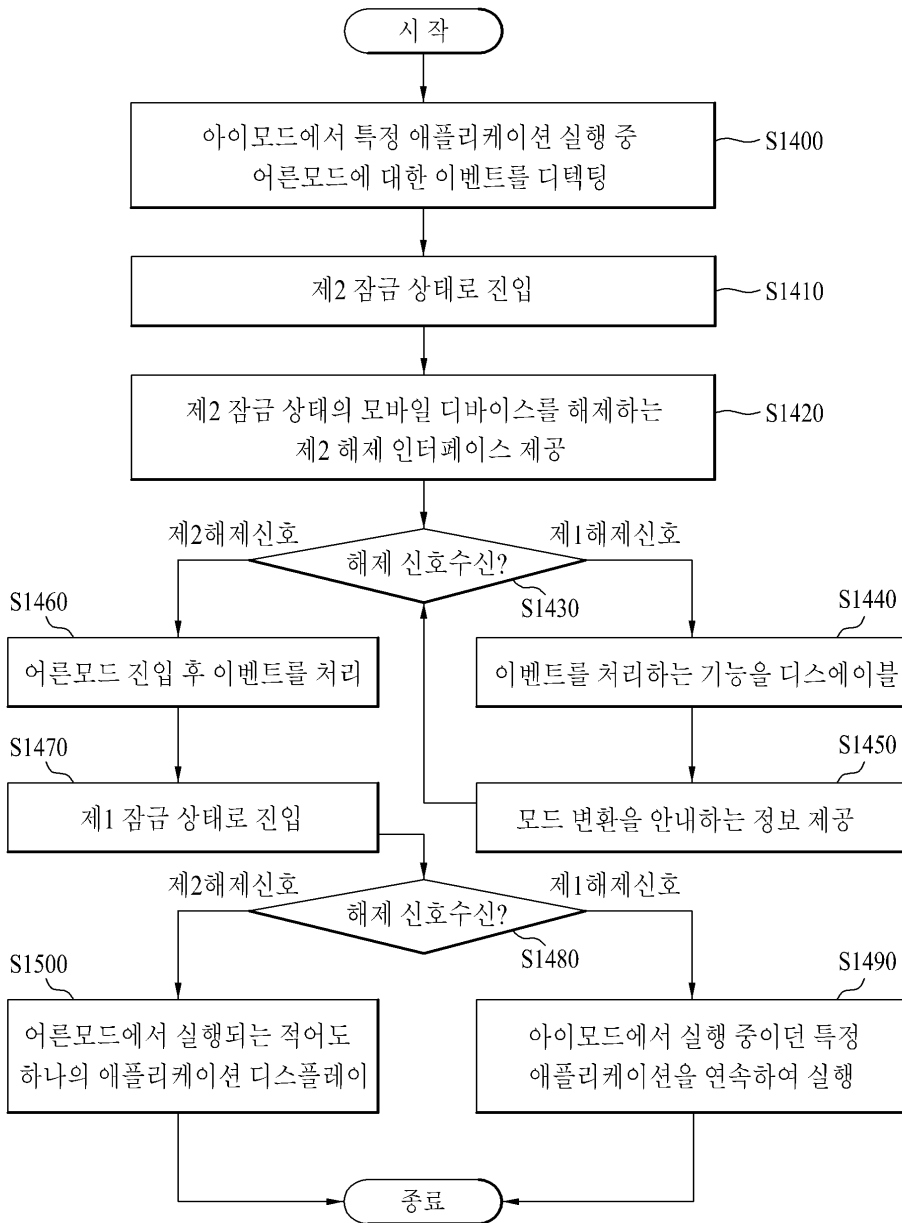 시 작
아이모드에서 특정 애플리케이션 실행 중
어른모드에 대한 이벤트를 디텍팅
S1400
제2 잠금 상태로 진입
S1410
제2 잠금 상태의 모바일 디바이스를 해제하는
제2 해제 인터페이스 제공
S1420
제2해제신호
제1해제신호
해제 신호수신?
S1430
S1460
S1440
어른모드 진입 후 이벤트를 처리
이벤트를 처리하는 기능을 디스에이블
S1470
S1450
제1 잠금 상태로 진입
모드 변환을 안내하는 정보 제공
제2해제신호
제1해제신호
해제 신호수신?
S1480
S1500
S1490
어른모드에서 실행되는 적어도
하나의 애플리케이션 디스플레이
아이모드에서 실행 중이던 특정
애플리케이션을 연속하여 실행
종료